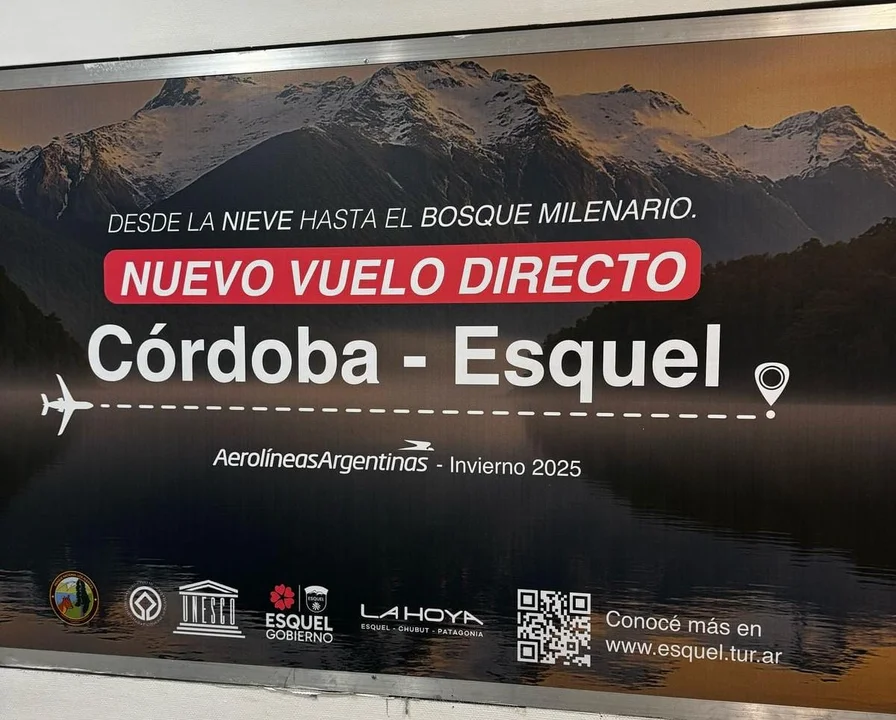 DESDE LA NIEVE HASTA EL BOSQUE MILENARIO.
NUEVO VUELO DIRECTO
Córdoba - Esquel
AerolíneasArgentinas - Invierno 2025
UNESCO
ESQUEL
ESQUEL
GOBIERNO
LA HOYA
ESQUEL - CHUBUT - PATAGONIA
Conocé más en
www.esquel.tur.ar